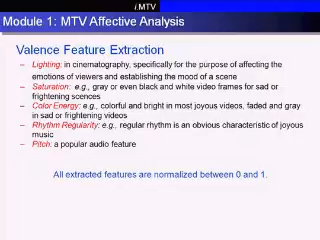 i.MTV
Module 1: MTV Affective Analysis
Valence Feature Extraction
– Lighting: in cinematography, specifically for the purpose of affecting the
emotions of viewers and establishing the mood of a scene
– Saturation: e.g., gray or even black and white video frames for sad or
frightening scences
– Color Energy: e.g., colorful and bright in most joyous videos, faded and gray
in sad or frightening videos
– Rhythm Regularity: e.g., regular rhythm is an obvious characteristic of joyous
music
– Pitch: a popular audio feature
All extracted features are normalized between 0 and 1.